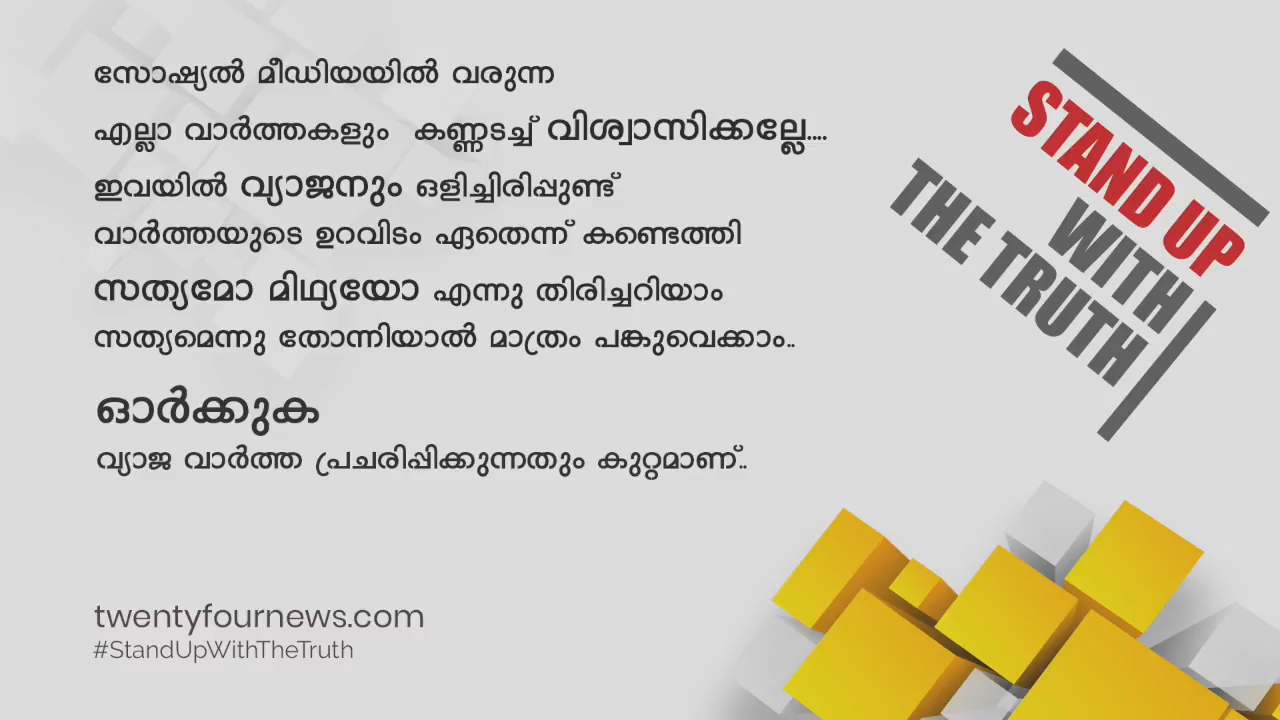 സോഷ്യൽ മീഡിയയിൽ വരുന്ന
എല്ലാ വാർത്തകളും കണ്ണടച്ച് വിശ്വാസിക്കല്ലേ....
ഇവയിൽ വ്യാജനും ഒളിച്ചിരിപ്പുണ്ട്
വാർത്തയുടെ ഉറവിടം ഏതെന്ന് കണ്ടെത്തി
സത്യമോ മിഥ്യയോ എന്നു തിരിച്ചറിയാം
സത്യമെന്നു തോന്നിയാൽ മാത്രം പങ്കുവെക്കാം..
ഓർക്കുക
വ്യാജ വാർത്ത പ്രചരിപ്പിക്കുന്നതും കുറ്റമാണ്..
twentyfournews.com
#StandUpWithTheTruth
STAND UP
WITH
THE TRUTH